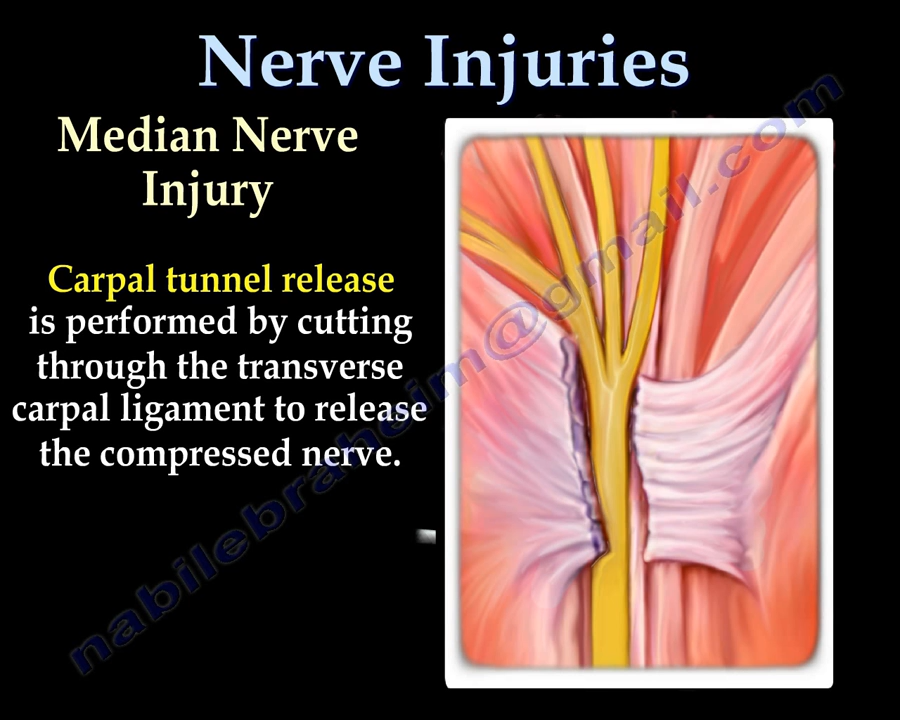 Nerve Injuries
Median Nerve
Injury
Carpal tunnel release
is performed by cutting
through the transverse
carpal ligament to release
the compressed nerve.
nabilebraheim@gmail.com